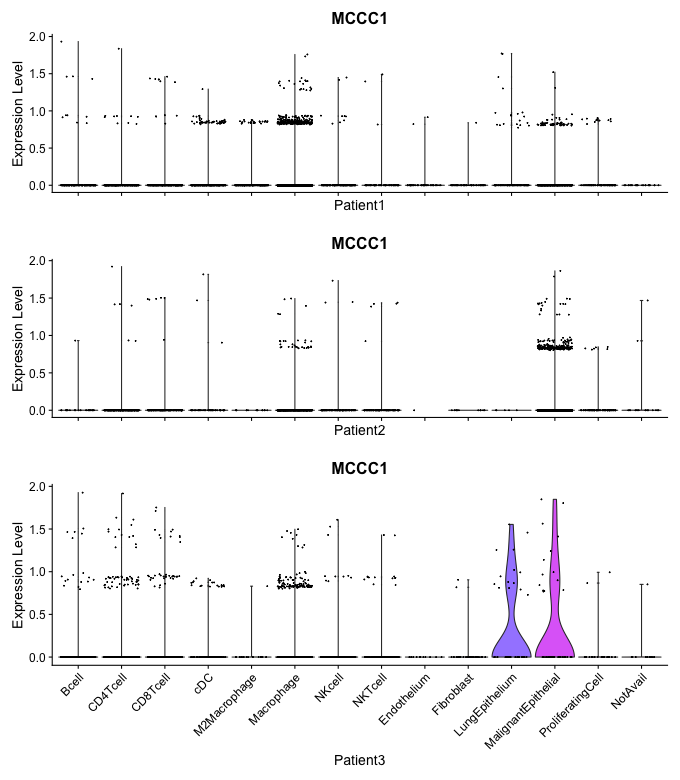 MCCC1
Expression Level
2.0
1.5
1.0
0.5
0.0
Patient1
MCCC1
Expression Level
2.0
1.5
1.0
0.5
0.0
Patient2
MCCC1
Expression Level
2.0
1.5
1.0
0.5
0.0
Bcell
CD4Tcell
CD8Tcell
cDC
M2Macrophage
Macrophage
NKcell
NKTcell
Endothelium
Fibroblast
LungEpithelium
MalignantEpithelial
ProliferatingCell
NotAvail
Patient3